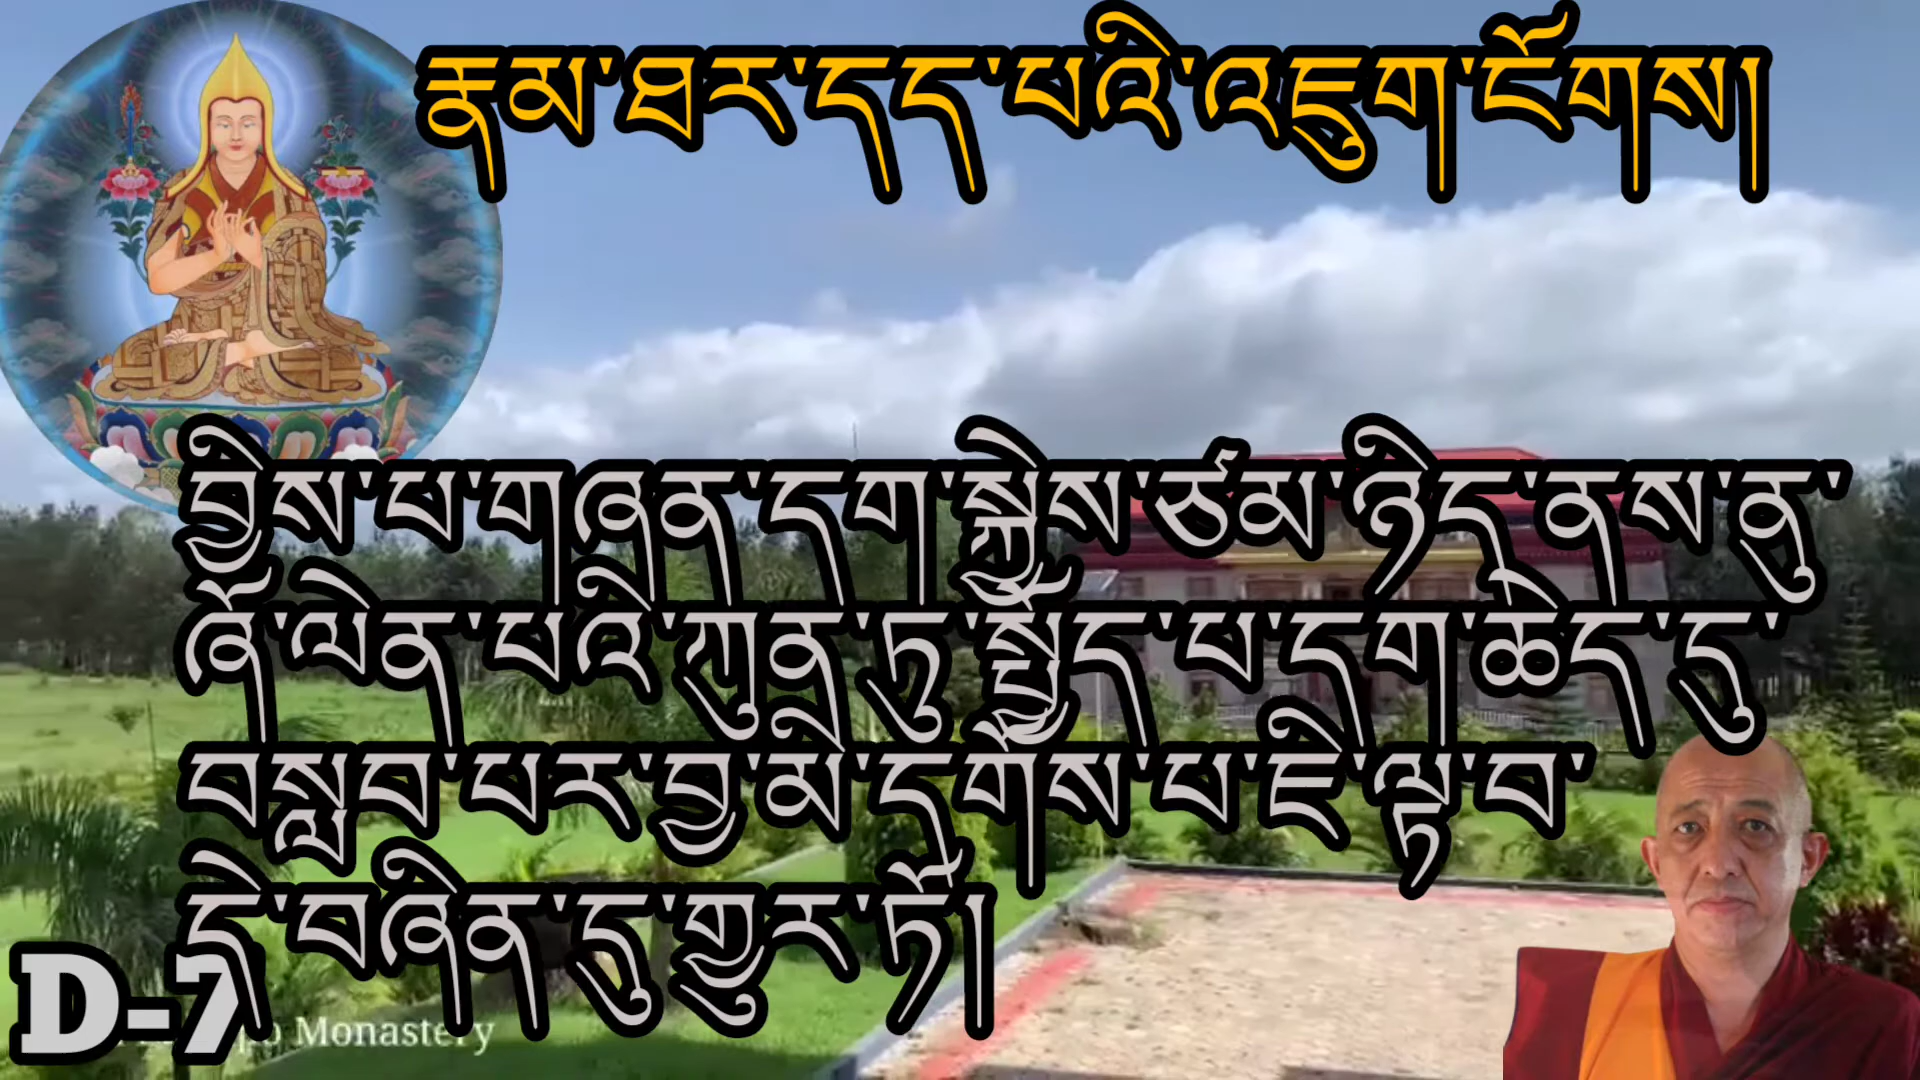 རྣམ་ཐར་དད་པའི་འཇུག་ངོགས།
བྱིས་པ་གཞན་དག་སྐྱེས་ཙམ་ཉིད་ནས་ནུ་
ཞོ་ལེན་པའི་ཀུན་ཏུ་སྤྱོད་པ་དག་ཆེད་དུ་
བསླབ་པར་བྱ་མི་དགོས་པ་ཇི་ལྟ་བ་
དེ་བཞིན་དུ་གྱུར་ཏོ།
D-7
Monastery